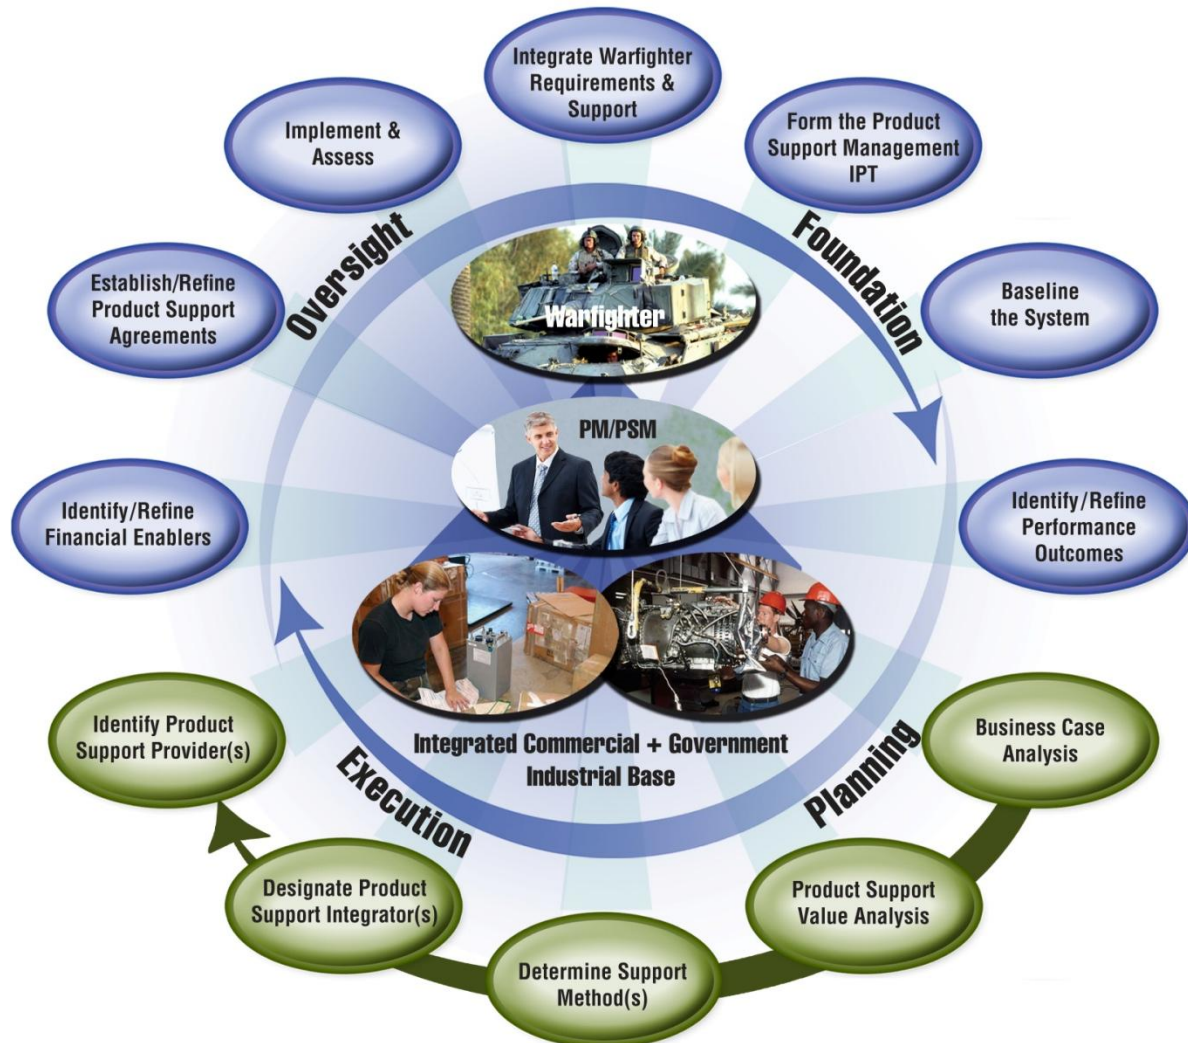 Integrate Warfighter
Requirements &
Support
Form the Product
Support Management
IPT
Baseline
the System
Identify/Refine
Performance
Outcomes
Business Case
Analysis
Product Support
Value Analysis
Determine Support
Method(s)
Designate Product
Support Integrator(s)
Identify Product
Support Provider(s)
Identify/Refine
Financial Enablers
Establish/Refine
Product Support
Agreements
Implement &
Assess
Oversight
Foundation
Planning
Execution
Warfighter
PM/PSM
Integrated Commercial + Government
Industrial Base